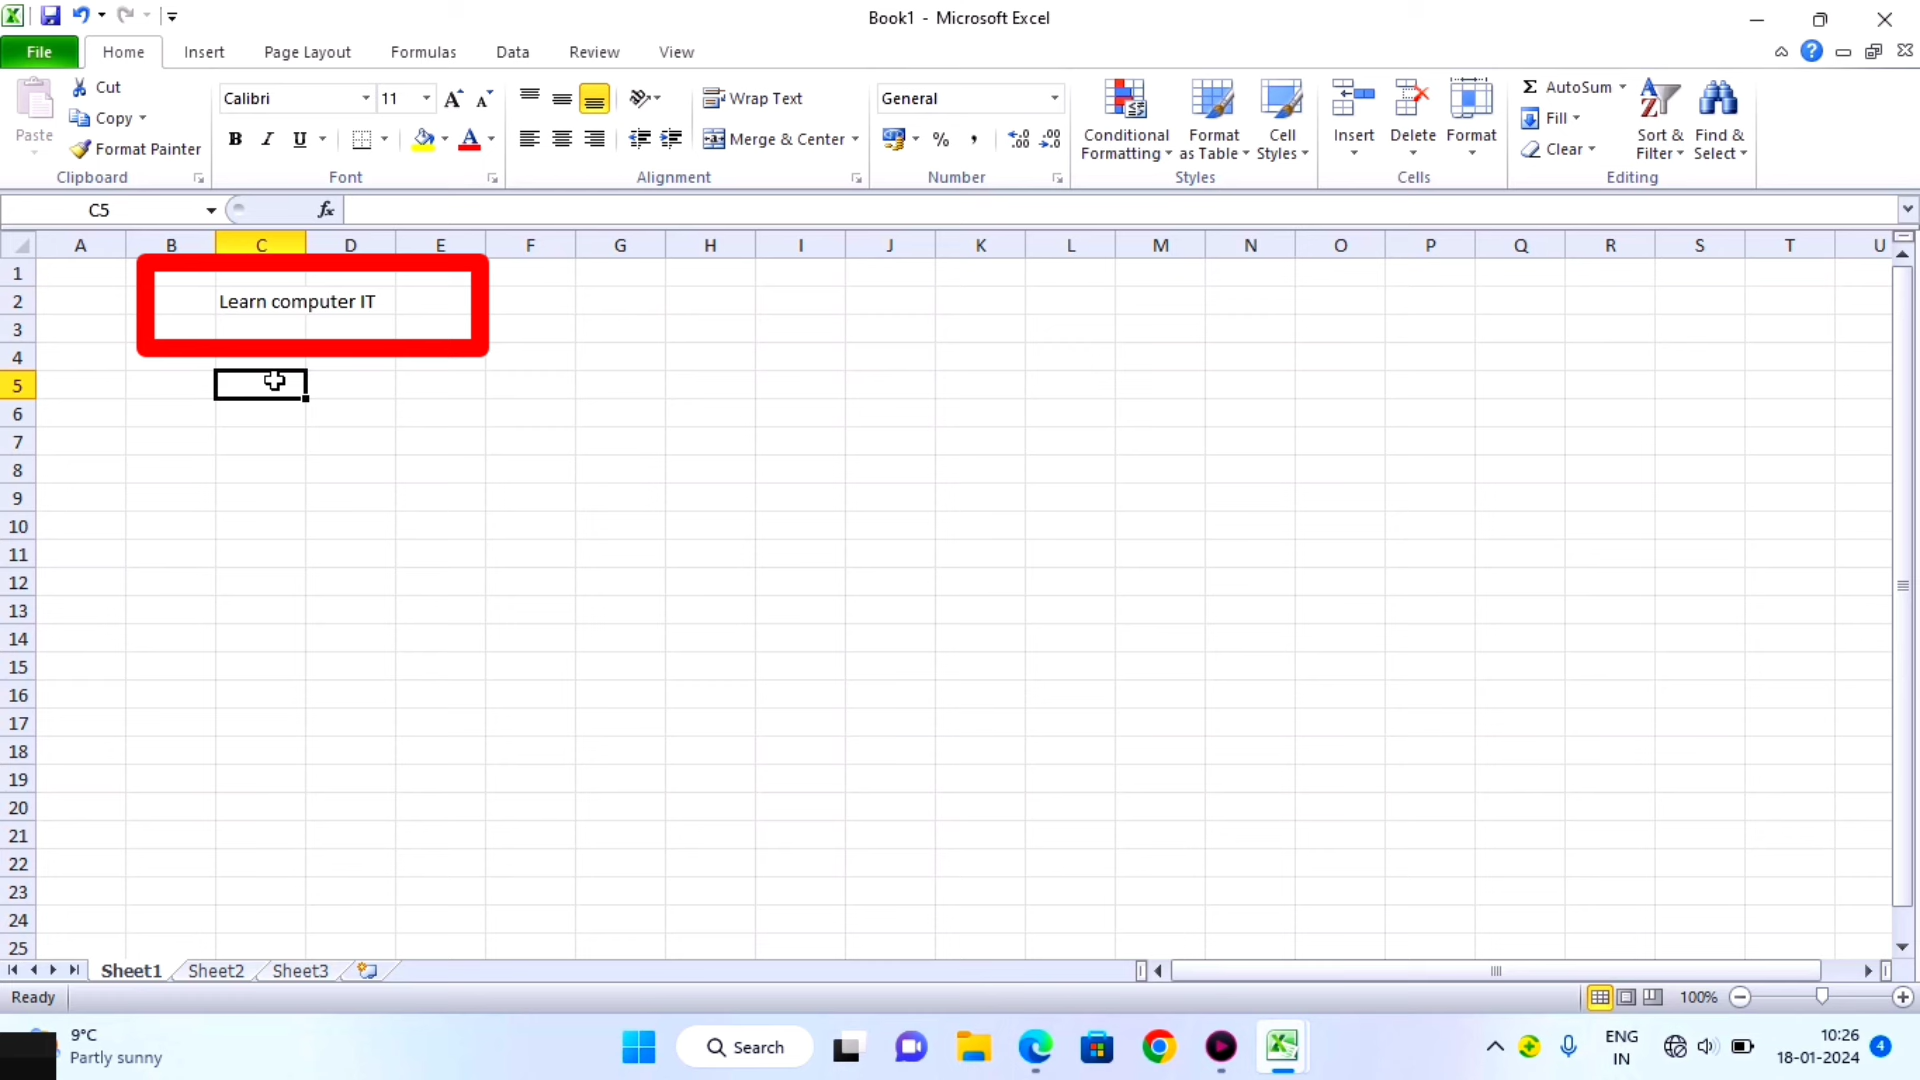 Book1 - Microsoft Excel
File Home Insert Page Layout Formulas Data Review View
Paste
Cut
Copy
Format Painter
Clipboard
Calibri 11
B I U
Font
Wrap Text
Merge & Center
Alignment
General
%
Number
Conditional Formatting
Format as Table
Cell Styles
Styles
Insert Delete Format
Cells
Σ AutoSum
Fill
Clear
Sort & Filter
Find & Select
Editing
C5 fx
A B C D E F G H I J K L M N O P Q R S T U
1
2 Learn computer IT
3
4
5
6
7
8
9
10
11
12
13
14
15
16
17
18
19
20
21
22
23
24
25
Sheet1 Sheet2 Sheet3
Ready 100%
9°C
Partly sunny
Search
ENG
IN
10:26
18-01-2024
4